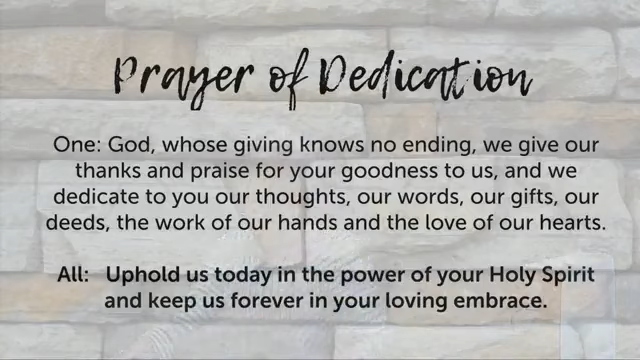 Prayer of Dedication
One: God, whose giving knows no ending, we give our
thanks and praise for your goodness to us, and we
dedicate to you our thoughts, our words, our gifts, our
deeds, the work of our hands and the love of our hearts.
All: Uphold us today in the power of your Holy Spirit
and keep us forever in your loving embrace.